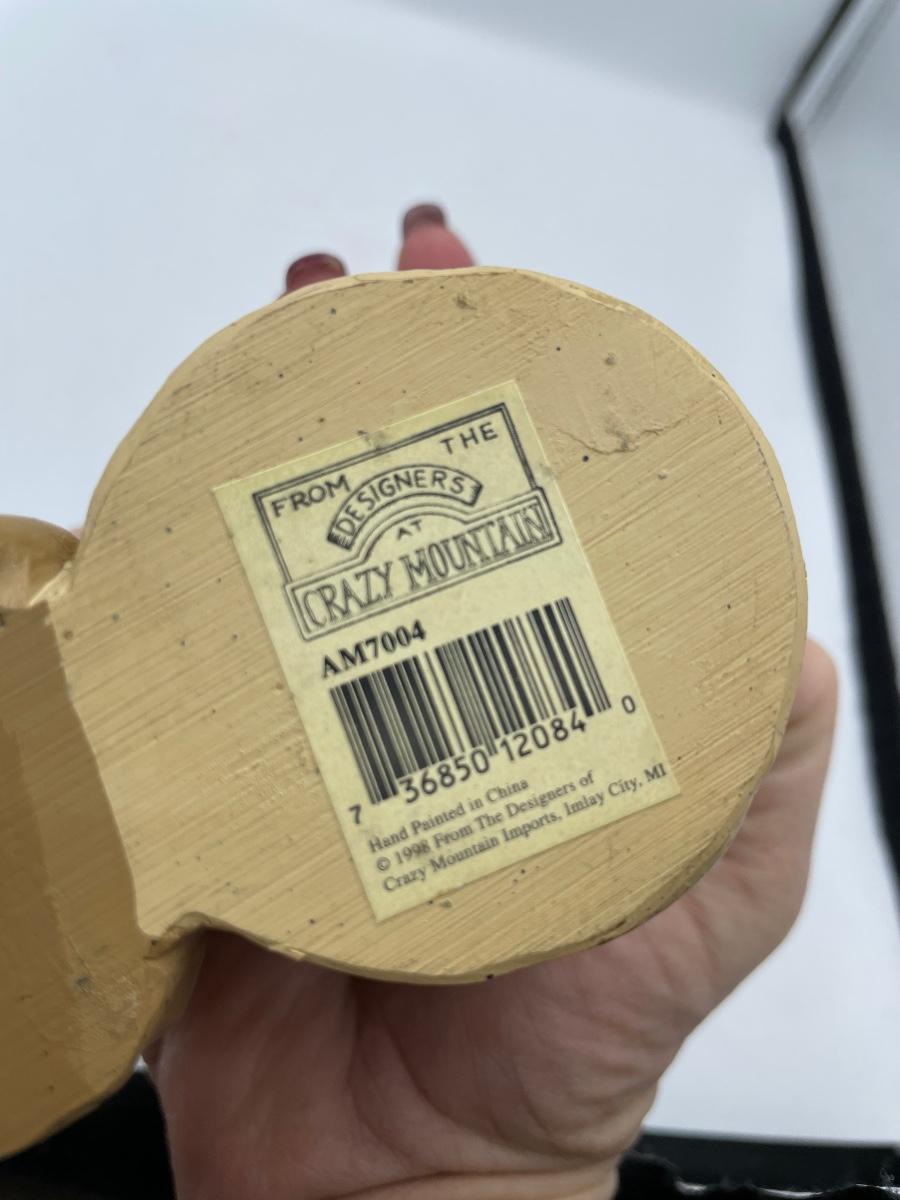 FROM THE
DESIGNERS
AT
CRAZY MOUNTAIN
AM7004
7 36850 12084 0
Hand Painted in China
© 1998 From The Designers of
Crazy Mountain Imports, Imlay City, MI